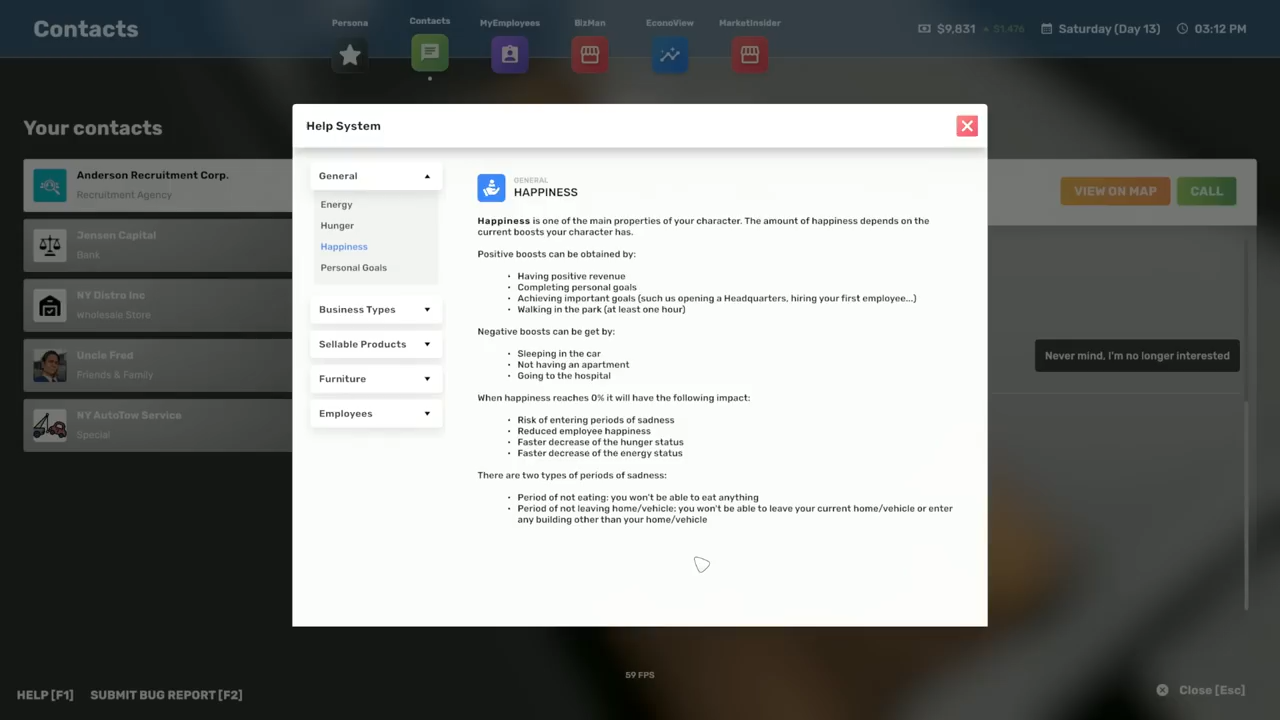 Contacts
Persona
Contacts
MyEmployees
BizMan
EconoView
MarketInsider
$9,831
Saturday (Day 13)
03:12 PM
Your contacts
Anderson Recruitment Corp.
Recruitment Agency
Jensen Capital
Bank
NY Distro Inc
Wholesale Store
Uncle Fred
Friends & Family
NY AutoTow Service
Special
VIEW ON MAP
CALL
Never mind, I'm no longer interested
Help System
General
Energy
Hunger
Happiness
Personal Goals
Business Types
Sellable Products
Furniture
Employees
GENERAL
HAPPINESS
Happiness is one of the main properties of your character. The amount of happiness depends on the
current boosts your character has.
Positive boosts can be obtained by:
• Having positive revenue
• Completing personal goals
• Achieving important goals (such us opening a Headquarters, hiring your first employee...)
• Walking in the park (at least one hour)
Negative boosts can be get by:
• Sleeping in the car
• Not having an apartment
• Going to the hospital
When happiness reaches 0% it will have the following impact:
• Risk of entering periods of sadness
• Reduced employee happiness
• Faster decrease of the hunger status
• Faster decrease of the energy status
There are two types of periods of sadness:
• Period of not eating: you won't be able to eat anything
• Period of not leaving home/vehicle: you won't be able to leave your current home/vehicle or enter
any building other than your home/vehicle
59 FPS
HELP [F1]
SUBMIT BUG REPORT [F2]
Close [Esc]